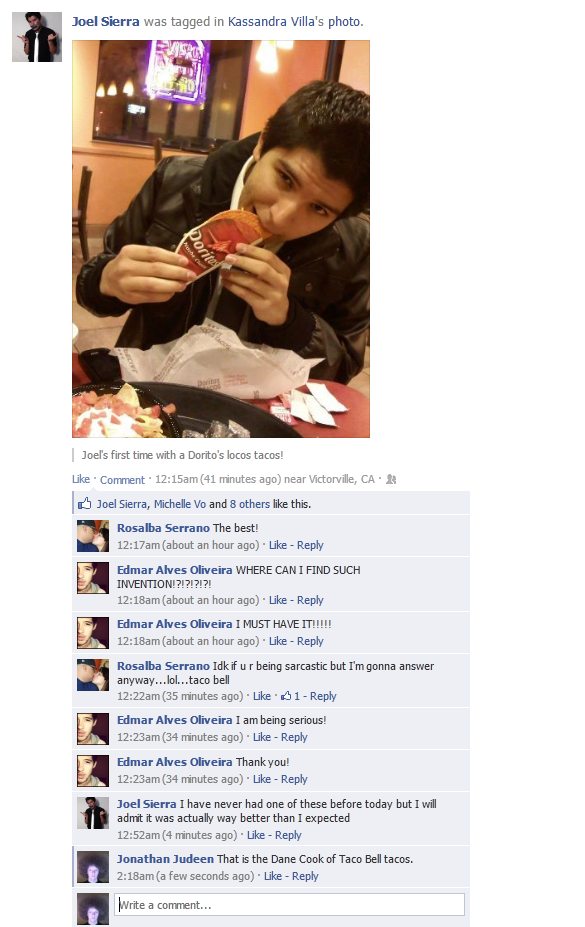 Joel Sierra was tagged in Kassandra Villa's photo.
Doritos
Doritos
Joel's first time with a Dorito's locos tacos!
Like · Comment · 12:15am (41 minutes ago) near Victorville, CA ·
Joel Sierra, Michelle Vo and 8 others like this.
Rosalba Serrano The best!
12:17am (about an hour ago) · Like - Reply
Edmar Alves Oliveira WHERE CAN I FIND SUCH
INVENTION!?!?!?!?!
12:18am (about an hour ago) · Like - Reply
Edmar Alves Oliveira I MUST HAVE IT!!!!!
12:18am (about an hour ago) · Like - Reply
Rosalba Serrano Idk if u r being sarcastic but I'm gonna answer
anyway...lol...taco bell
12:22am (35 minutes ago) · Like · 1 - Reply
Edmar Alves Oliveira I am being serious!
12:23am (34 minutes ago) · Like - Reply
Edmar Alves Oliveira Thank you!
12:23am (34 minutes ago) · Like - Reply
Joel Sierra I have never had one of these before today but I will
admit it was actually way better than I expected
12:52am (4 minutes ago) · Like - Reply
Jonathan Judeen That is the Dane Cook of Taco Bell tacos.
2:18am (a few seconds ago) · Like - Reply
Write a comment...